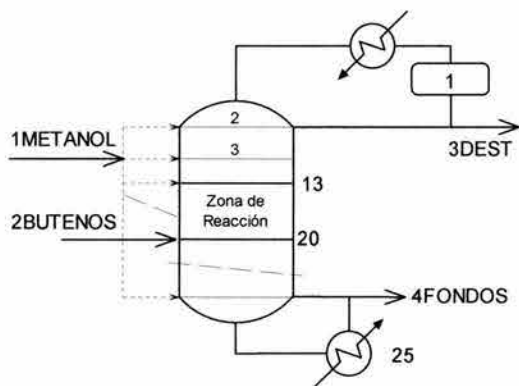 1
2
3DEST
1METANOL
3
13
Zona de
Reacción
2BUTENOS
20
4FONDOS
25